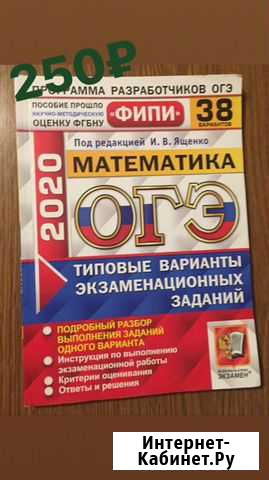 250₽
ПРОГРАММА РАЗРАБОТЧИКОВ ОГЭ
ПОСОБИЕ ПРОШЛО
НАУЧНО-МЕТОДИЧЕСКУЮ
ОЦЕНКУ ФГБНУ
«ФИПИ»
38
ВАРИАНТОВ
Под редакцией И. В. Ященко
2020
МАТЕМАТИКА
ОГЭ
ТИПОВЫЕ ВАРИАНТЫ
ЭКЗАМЕНАЦИОННЫХ
ЗАДАНИЙ
• ПОДРОБНЫЙ РАЗБОР
ВЫПОЛНЕНИЯ ЗАДАНИЙ
ОДНОГО ВАРИАНТА
• Инструкция по выполнению
экзаменационной работы
• Критерии оценивания
• Ответы и решения
ЭКЗАМЕН
Интернет-
Кабинет.Ру